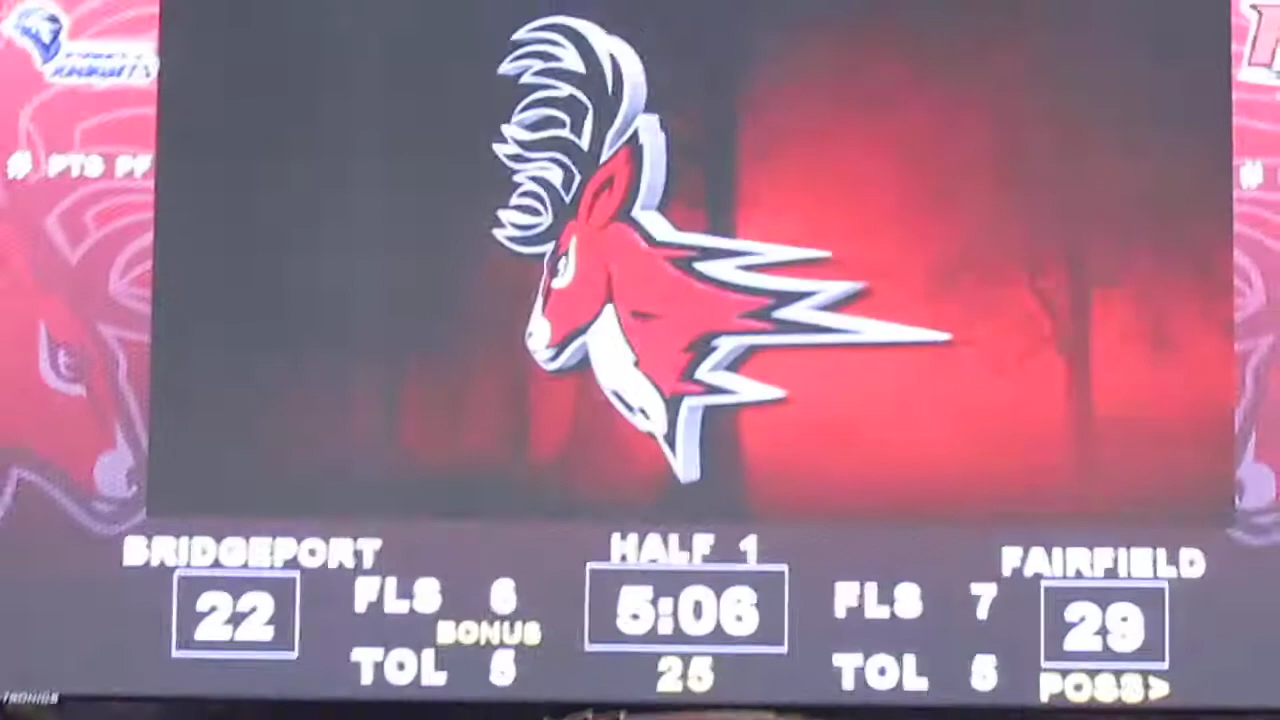 KNIGHTS
# PTS PF
#
BRIDGEPORT
22
FLS 6
BONUS
TOL 5
HALF 1
5:06
25
FLS 7
TOL 5
FAIRFIELD
29
POSS>